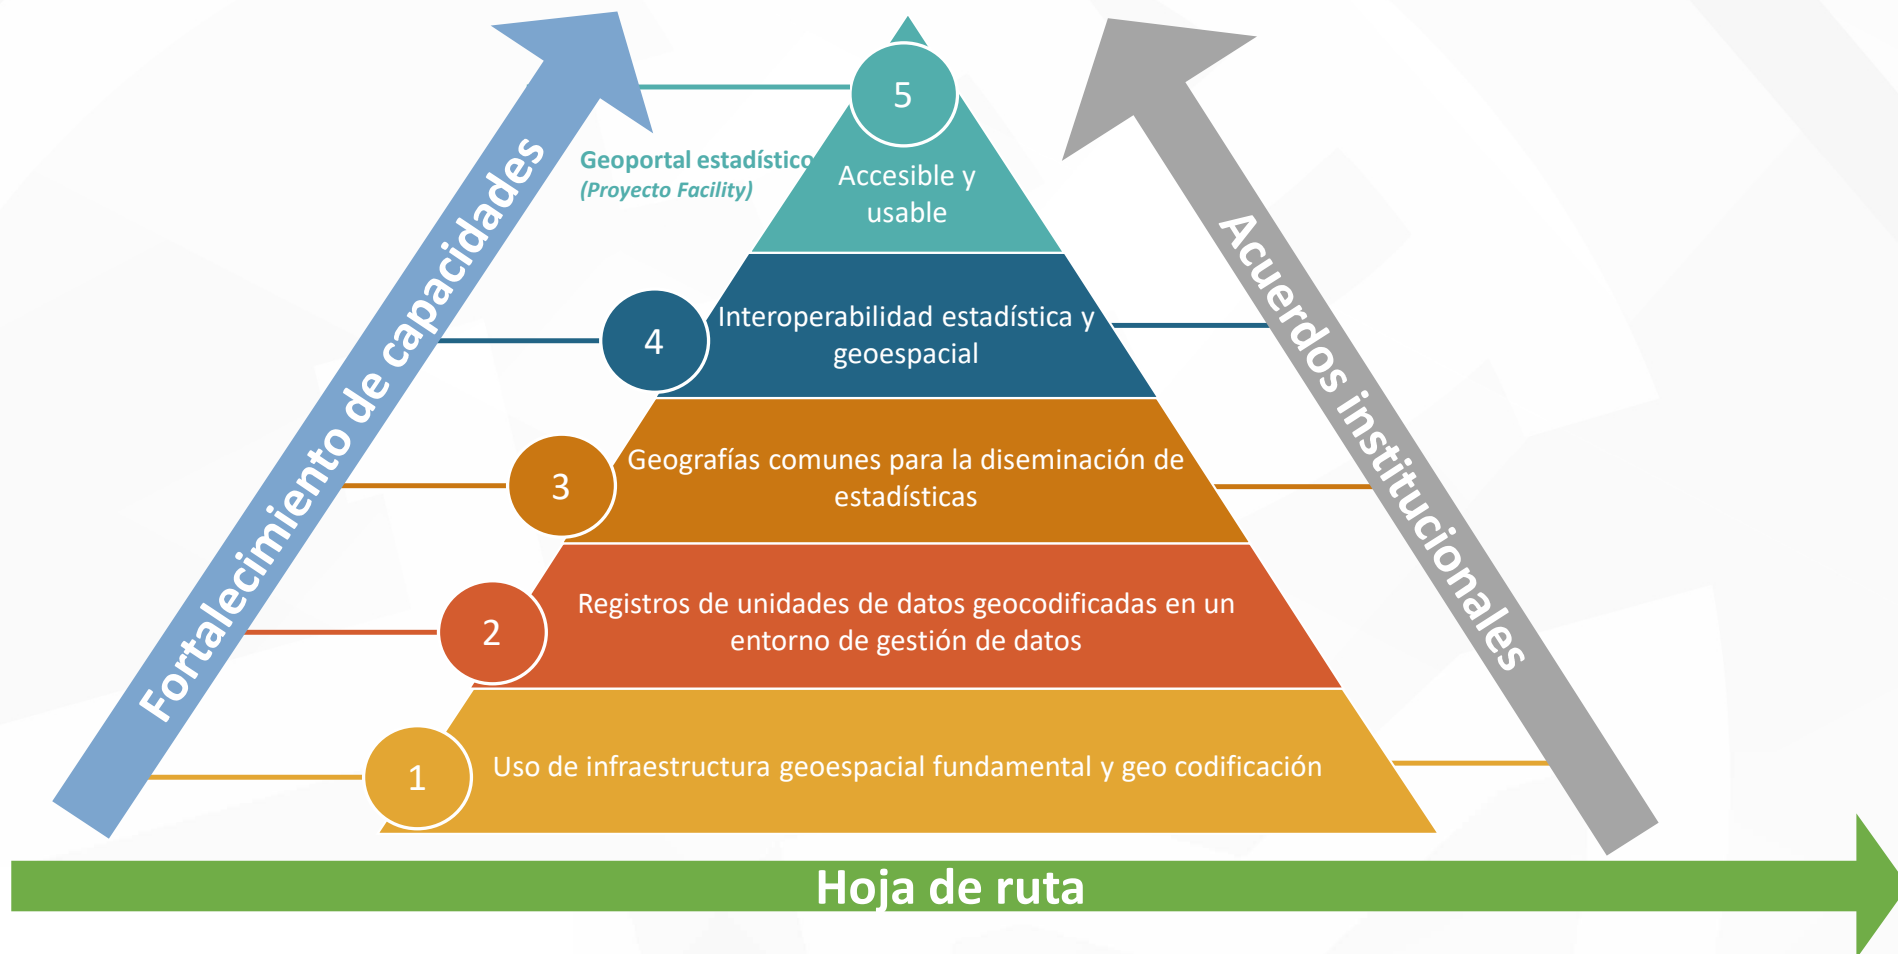 Fortalecimiento de capacidades
Acuerdos institucionales
5
Geoportal estadístico
(Proyecto Facility)
Accesible y
usable
4
Interoperabilidad estadística y
geoespacial
3
Geografías comunes para la diseminación de
estadísticas
2
Registros de unidades de datos geocodificadas en un
entorno de gestión de datos
1
Uso de infraestructura geoespacial fundamental y geo codificación
Hoja de ruta